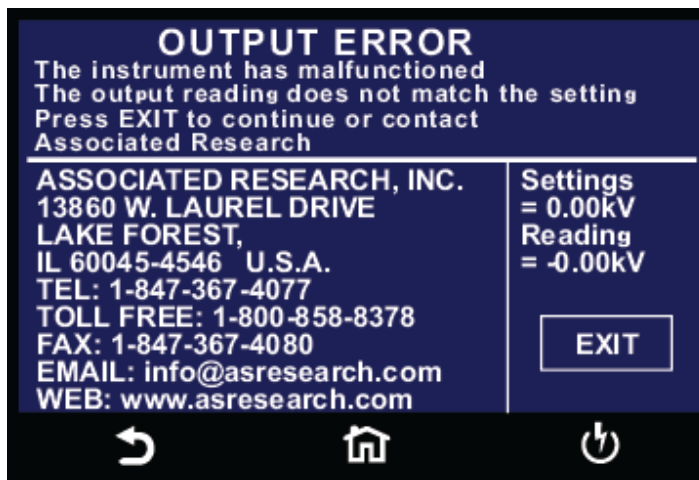 OUTPUT ERROR
The instrument has malfunctioned
The output reading does not match the setting
Press EXIT to continue or contact
Associated Research
ASSOCIATED RESEARCH, INC.
13860 W. LAUREL DRIVE
LAKE FOREST,
IL 60045-4546 U.S.A.
TEL: 1-847-367-4077
TOLL FREE: 1-800-858-8378
FAX: 1-847-367-4080
EMAIL: info@asresearch.com
WEB: www.asresearch.com
Settings
= 0.00kV
Reading
= -0.00kV
EXIT